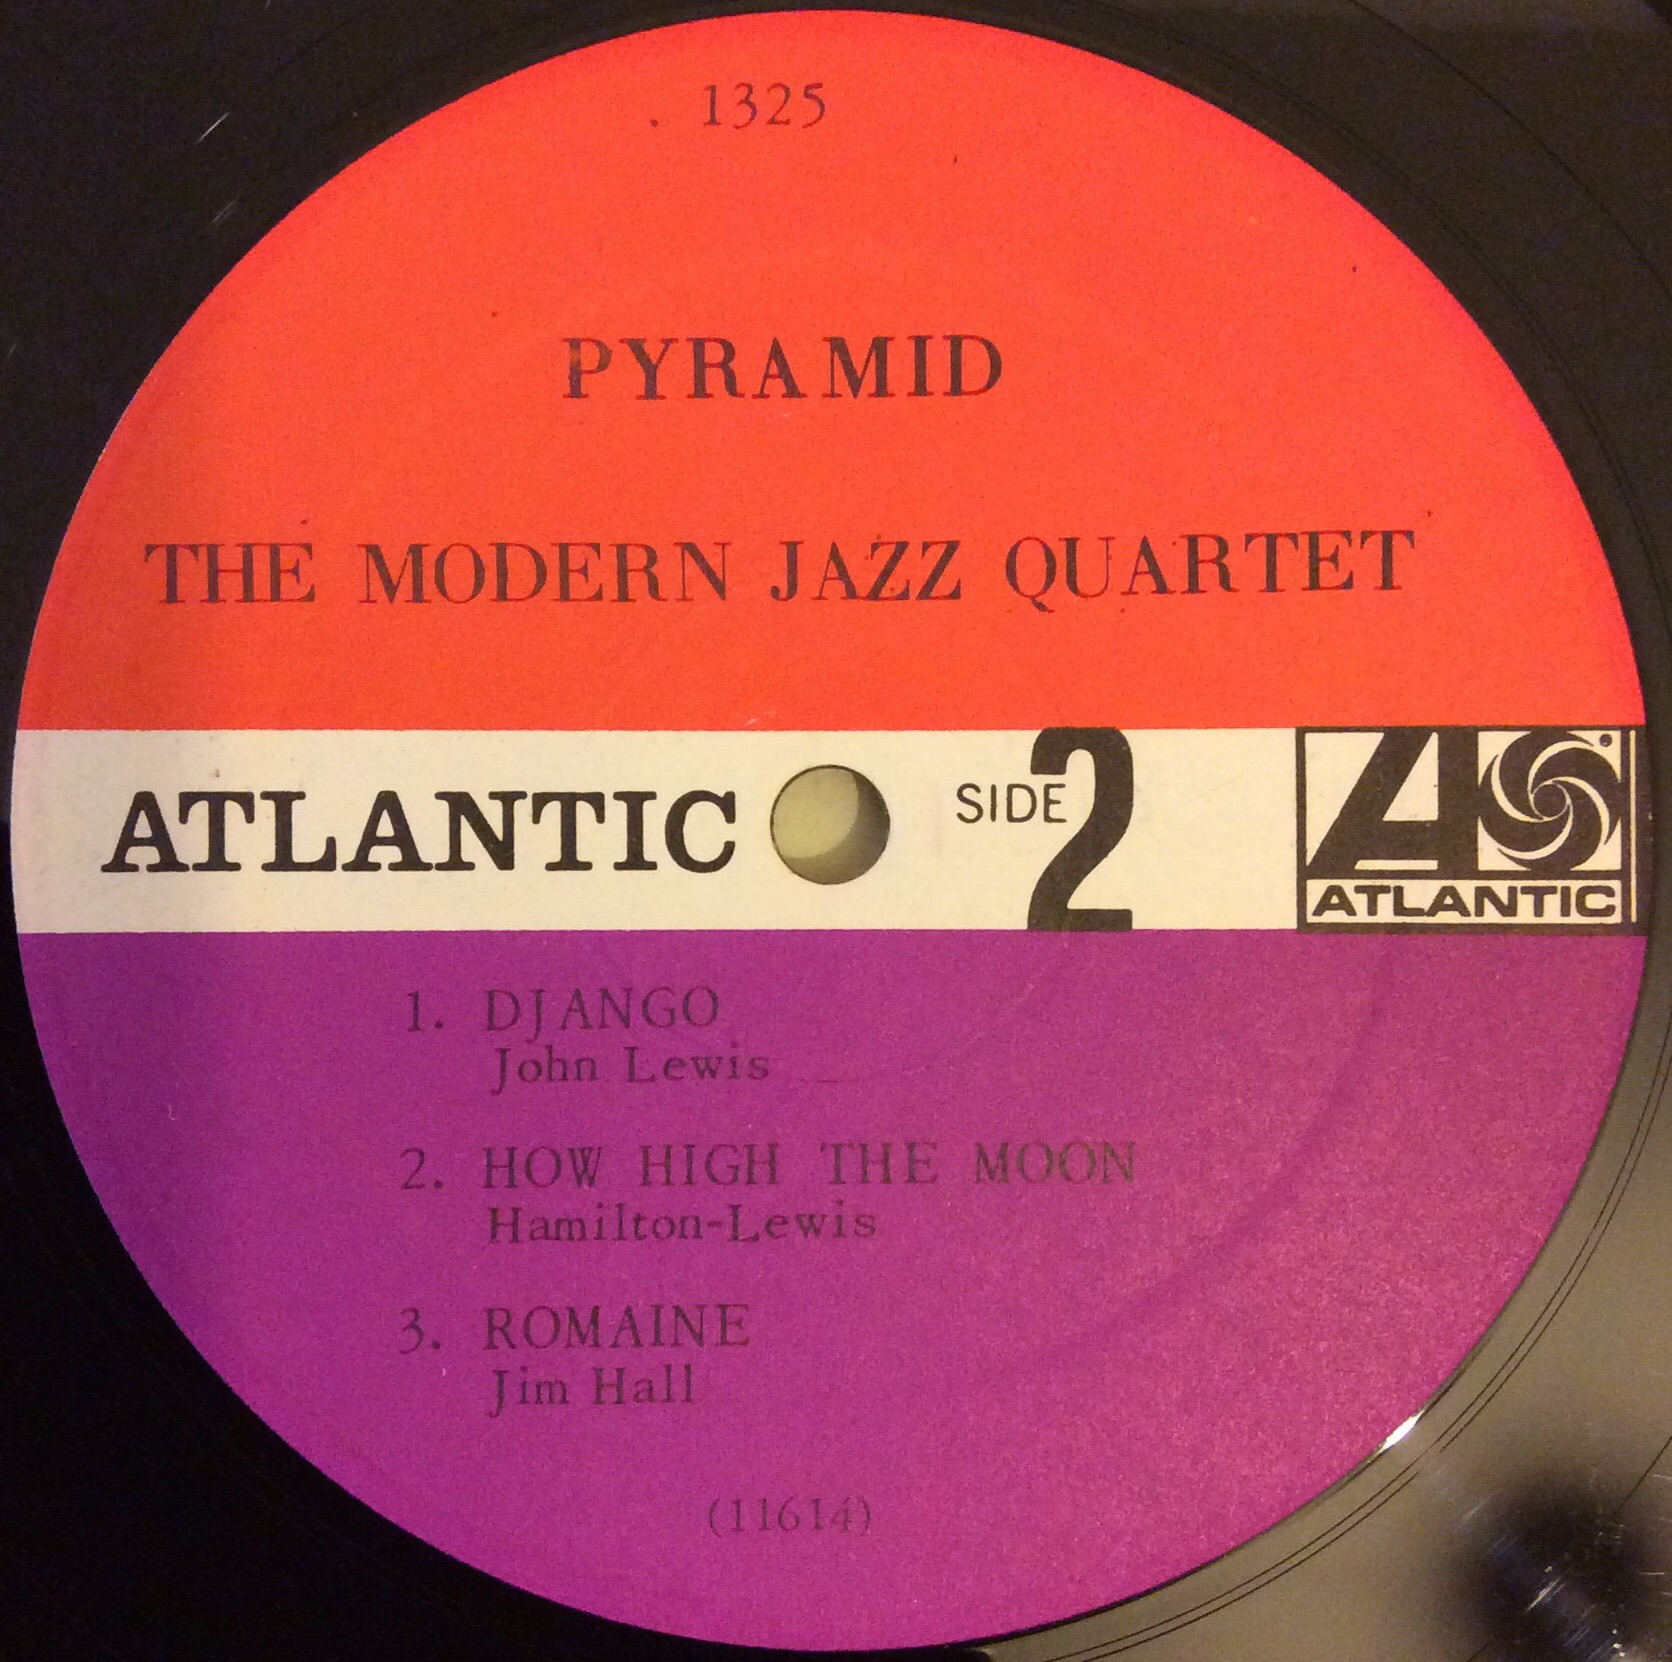 1325
PYRAMID
THE MODERN JAZZ QUARTET
ATLANTIC SIDE 2
A
ATLANTIC
1. DJANGO
John Lewis
2. HOW HIGH THE MOON
Hamilton-Lewis
3. ROMAINE
Jim Hall
(11614)